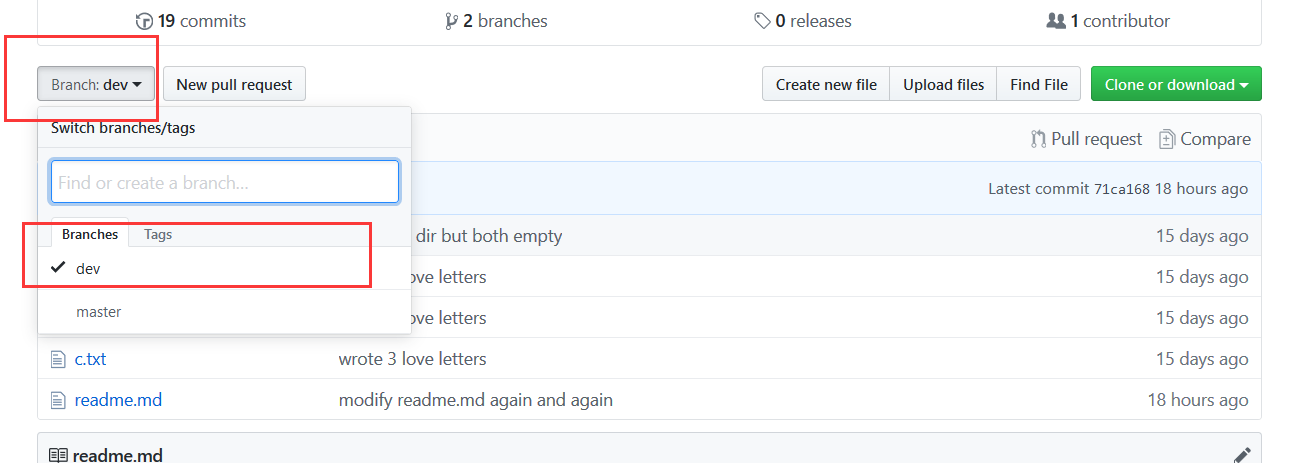 19 commits 2 branches 0 releases 1 contributor
Branch: dev New pull request Create new file Upload files Find File Clone or download
Switch branches/tags
Pull request Compare
Find or create a branch...
Latest commit 71ca168 18 hours ago
Branches Tags
dir but both empty 15 days ago
dev
love letters 15 days ago
master
love letters 15 days ago
c.txt wrote 3 love letters 15 days ago
readme.md modify readme.md again and again 18 hours ago
readme.md